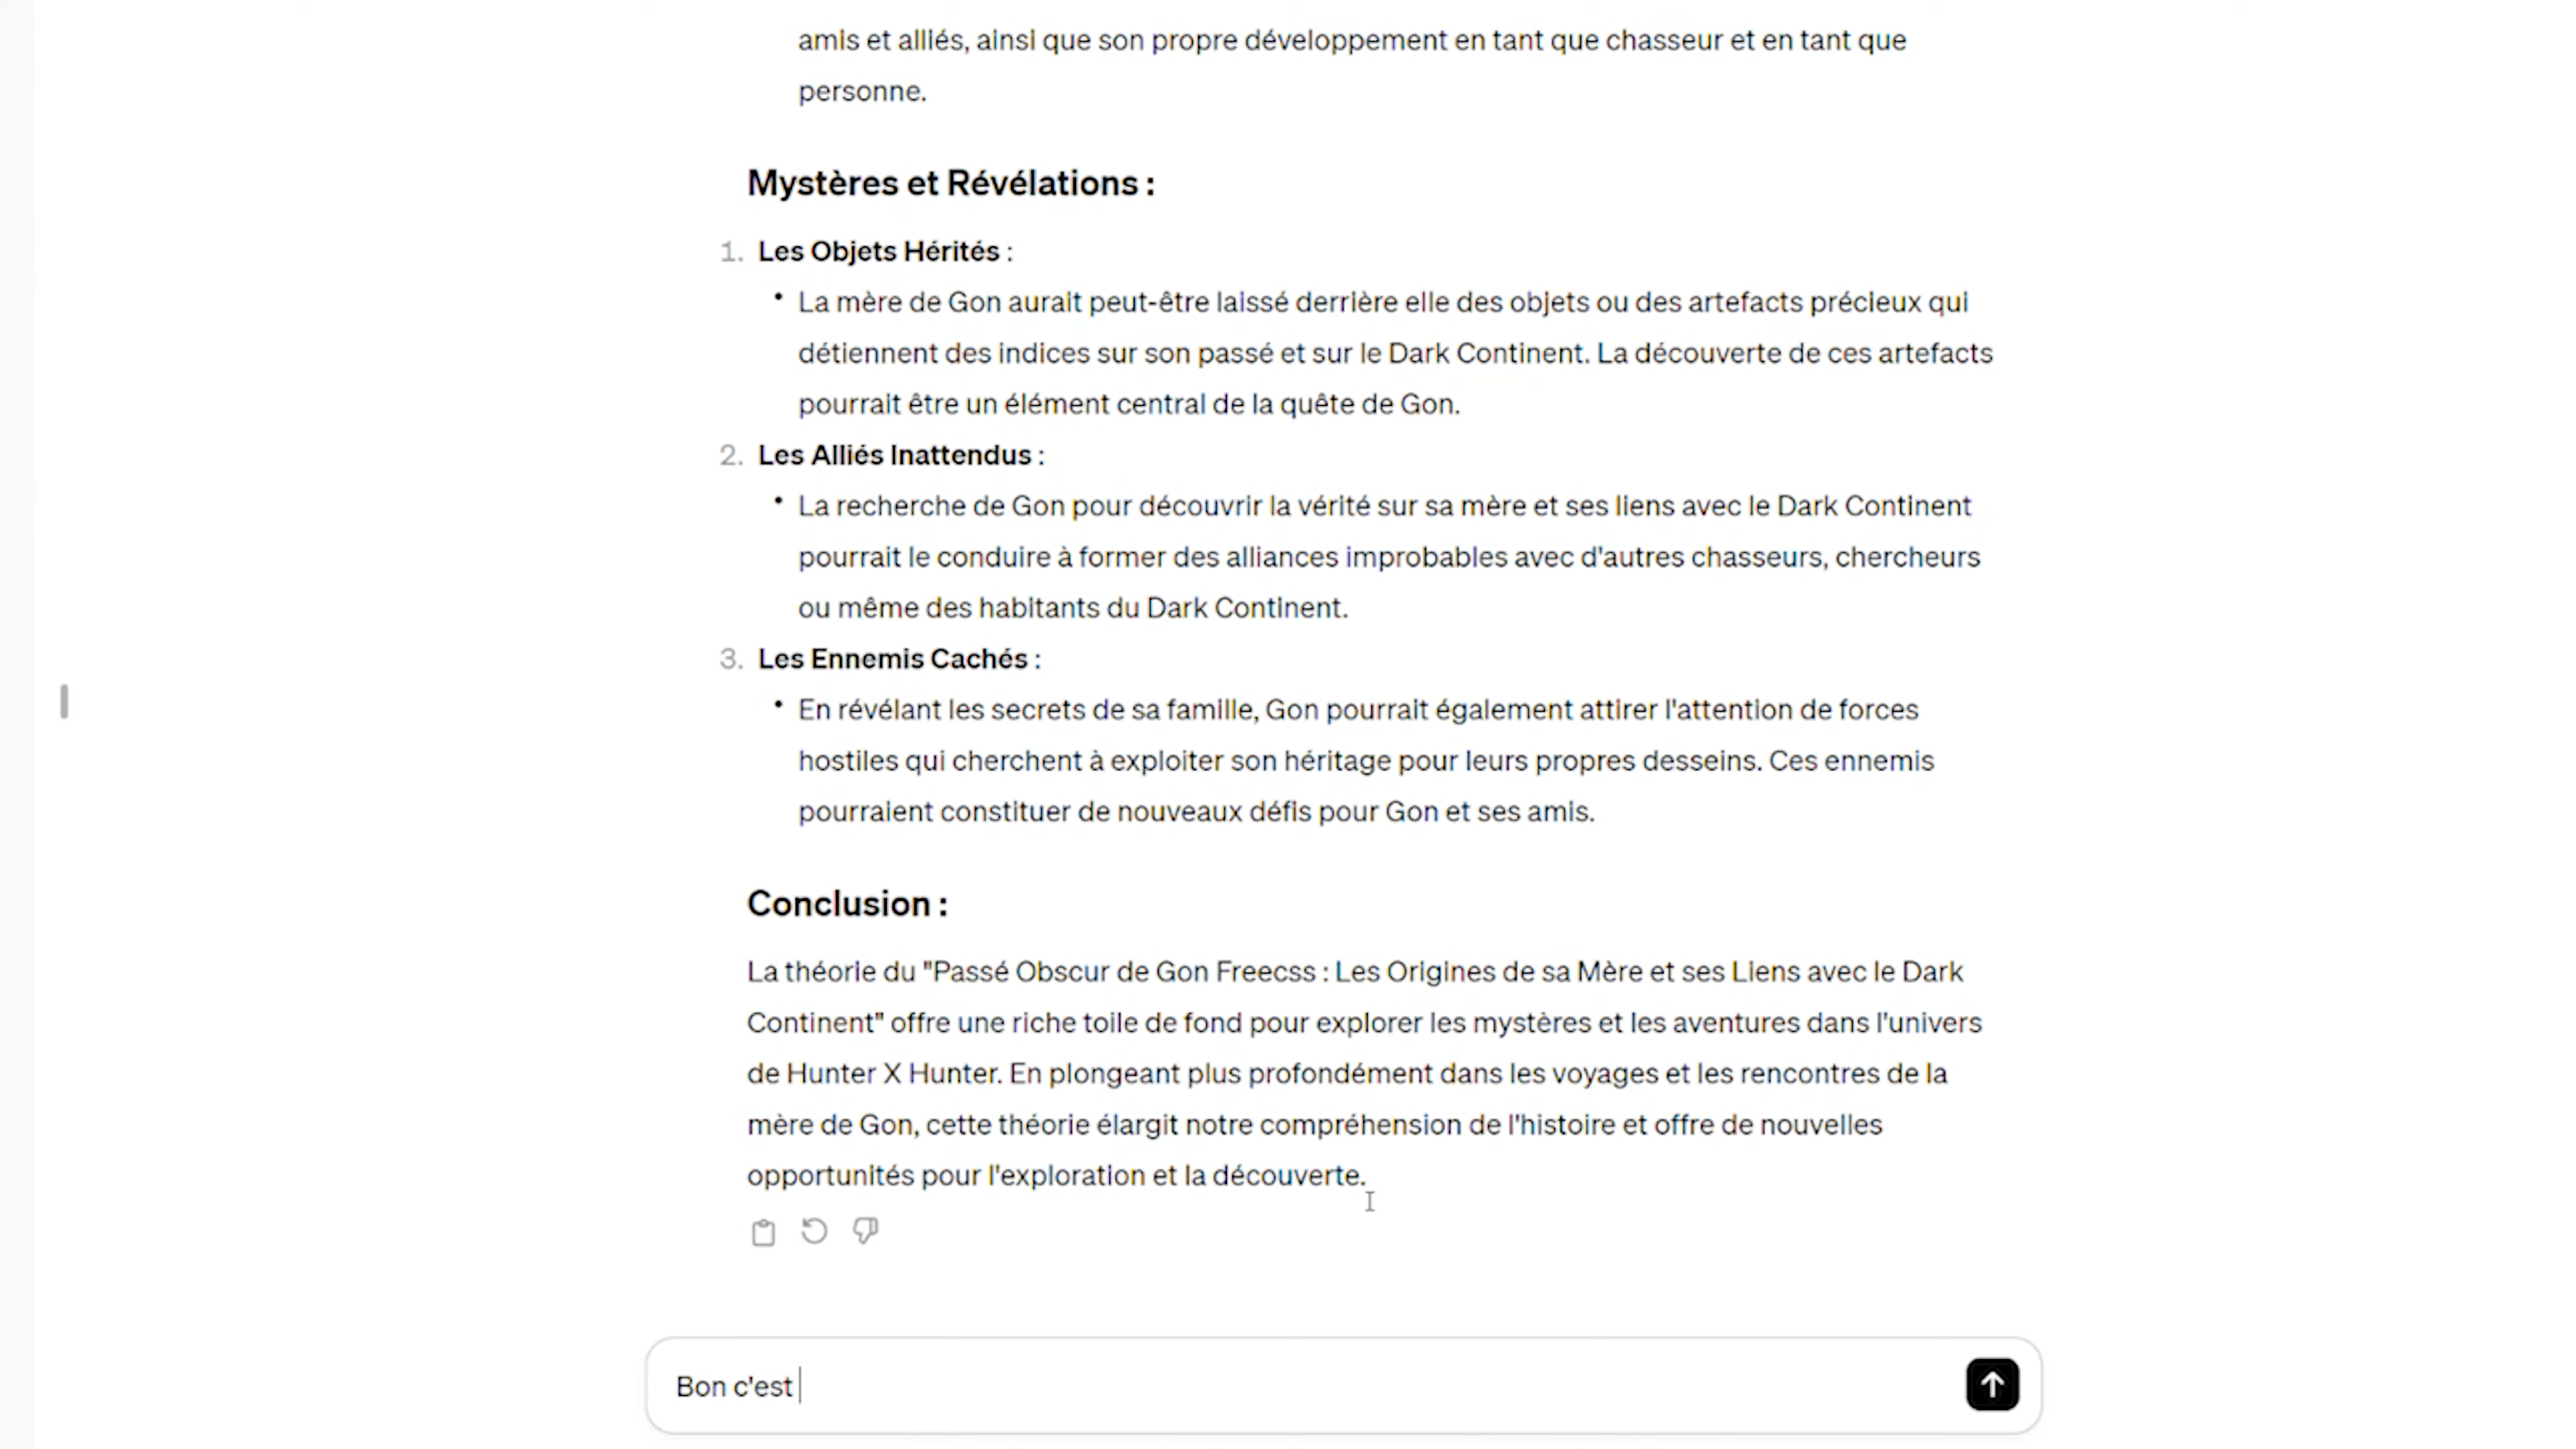 amis et alliés, ainsi que son propre développement en tant que chasseur et en tant que
personne.
Mystères et Révélations :
1. Les Objets Hérités :
• La mère de Gon aurait peut-être laissé derrière elle des objets ou des artefacts précieux qui
détiennent des indices sur son passé et sur le Dark Continent. La découverte de ces artefacts
pourrait être un élément central de la quête de Gon.
2. Les Alliés Inattendus :
• La recherche de Gon pour découvrir la vérité sur sa mère et ses liens avec le Dark Continent
pourrait le conduire à former des alliances improbables avec d'autres chasseurs, chercheurs
ou même des habitants du Dark Continent.
3. Les Ennemis Cachés :
• En révélant les secrets de sa famille, Gon pourrait également attirer l'attention de forces
hostiles qui cherchent à exploiter son héritage pour leurs propres desseins. Ces ennemis
pourraient constituer de nouveaux défis pour Gon et ses amis.
Conclusion :
La théorie du "Passé Obscur de Gon Freecss : Les Origines de sa Mère et ses Liens avec le Dark
Continent" offre une riche toile de fond pour explorer les mystères et les aventures dans l'univers
de Hunter X Hunter. En plongeant plus profondément dans les voyages et les rencontres de la
mère de Gon, cette théorie élargit notre compréhension de l'histoire et offre de nouvelles
opportunités pour l'exploration et la découverte.
Bon c'est